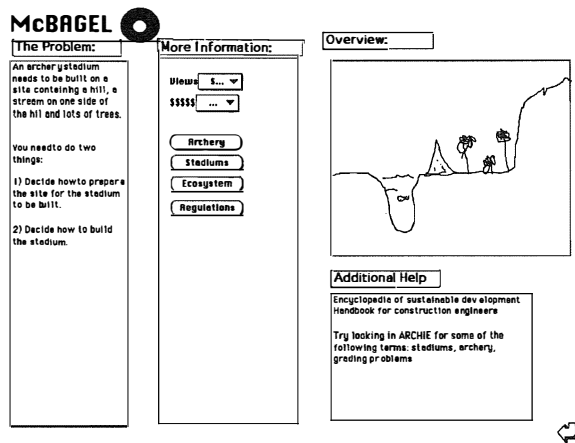 McBAGEL
The Problem:
An archery stadium
needs to be built on a
site containhg a hill, a
stream on one side of
the hil and lots of trees.
You needto do two
things:
1) Decide howto prepare
the site for the stadium
to be built.
2) Decide how to build
the stadium.
More Information:
Views S... ▼
$$$$$ ... ▼
Archery
Stadiums
Ecosystem
Regulations
Overview:
Additional Help
Encyclopedia of sustainable development
Handbook for construction engineers
Try looking in ARCHIE for some of the
following terms: stadiums, archery,
grading problems